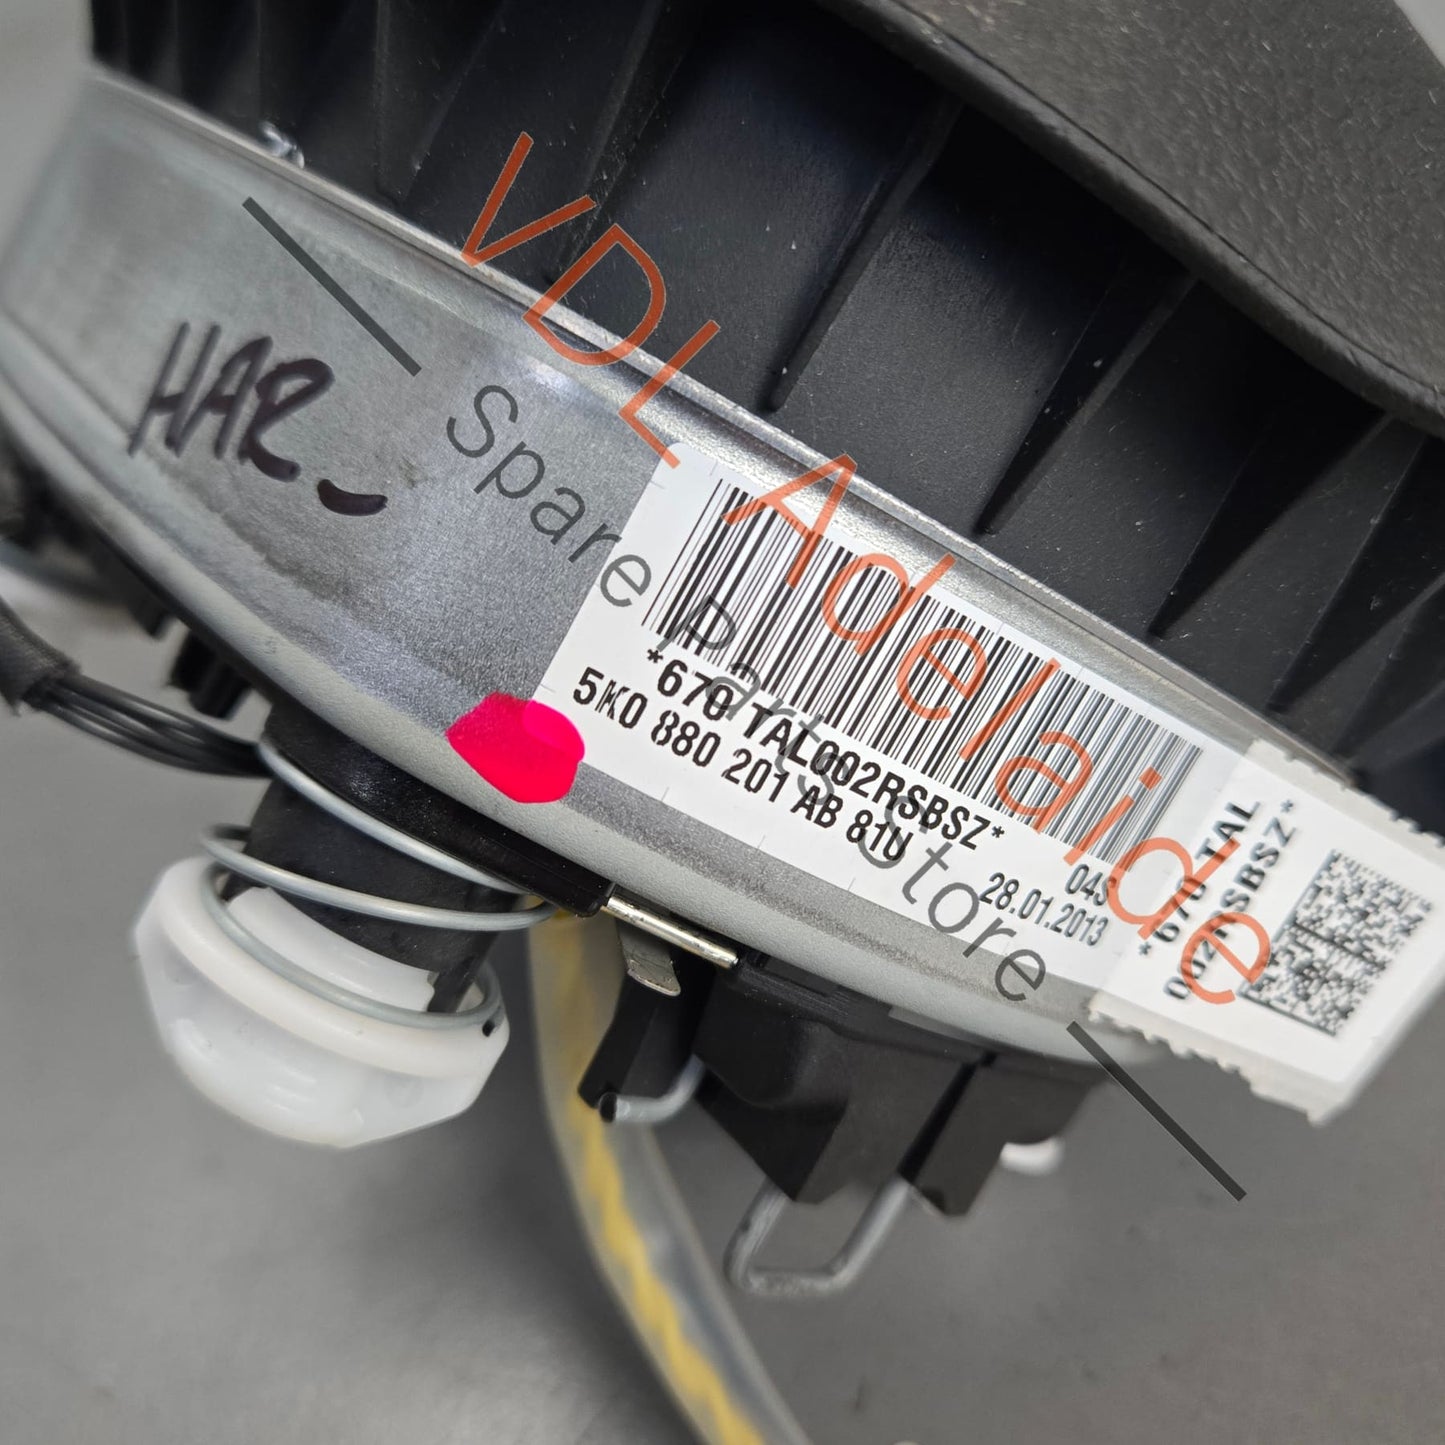 HAR
VDL Adelaide
Spare Parts Store
*670 TAL002RSBSZ*
5K0 880 201 AB 81U
04S
28.01.2013
*670 TAL
002RSBSZ*